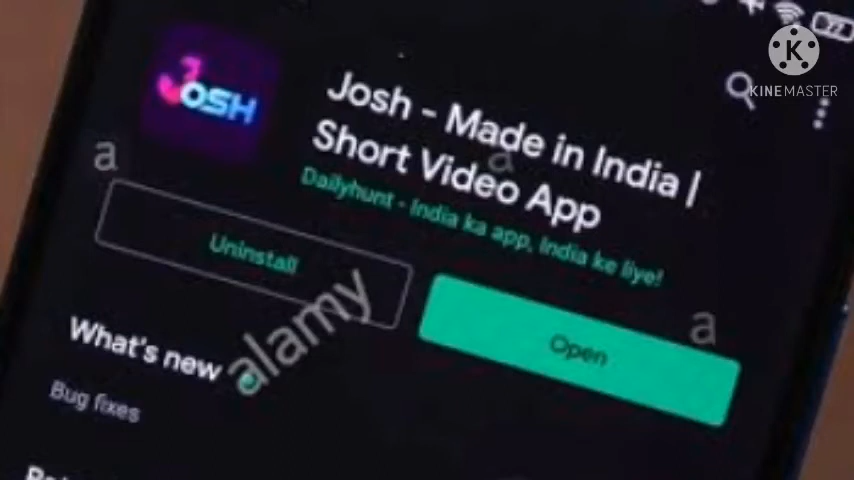 22
K
KINEMASTER
JOSH
Josh - Made in India |
Short Video App
Dailyhunt - India ka app, India ke liye!
a
a
a
Uninstall
Open
alamy
What's new
Bug fixes